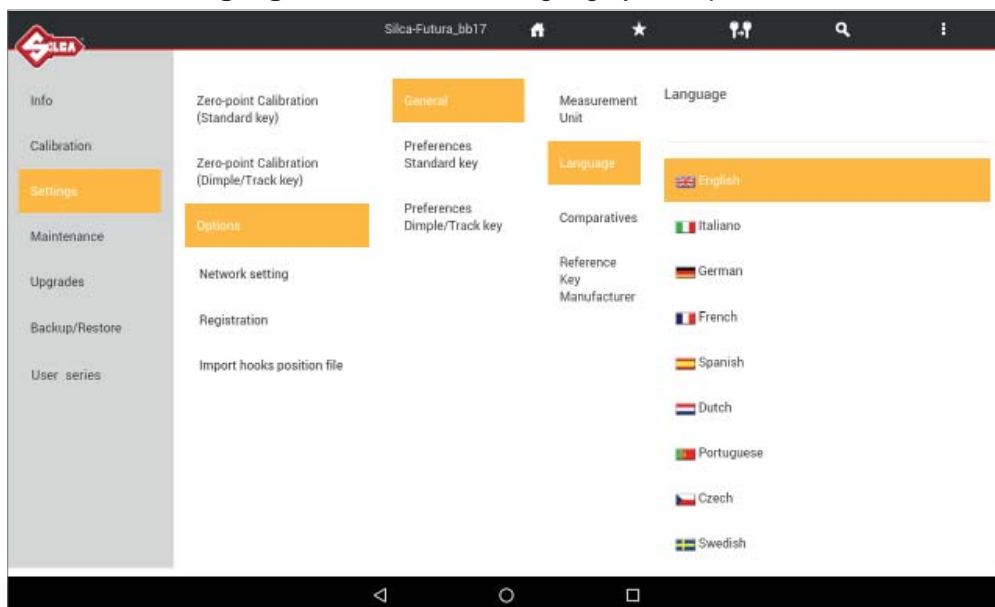 SILCA
Silca-Futura_bb17
Info
Calibration
Settings
Maintenance
Upgrades
Backup/Restore
User series
Zero-point Calibration
(Standard key)
Zero-point Calibration
(Dimple/Track key)
Options
Network setting
Registration
Import hooks position file
General
Preferences
Standard key
Preferences
Dimple/Track key
Measurement
Unit
Language
Comparatives
Reference
Key
Manufacturer
Language
English
Italiano
German
French
Spanish
Dutch
Portuguese
Czech
Swedish